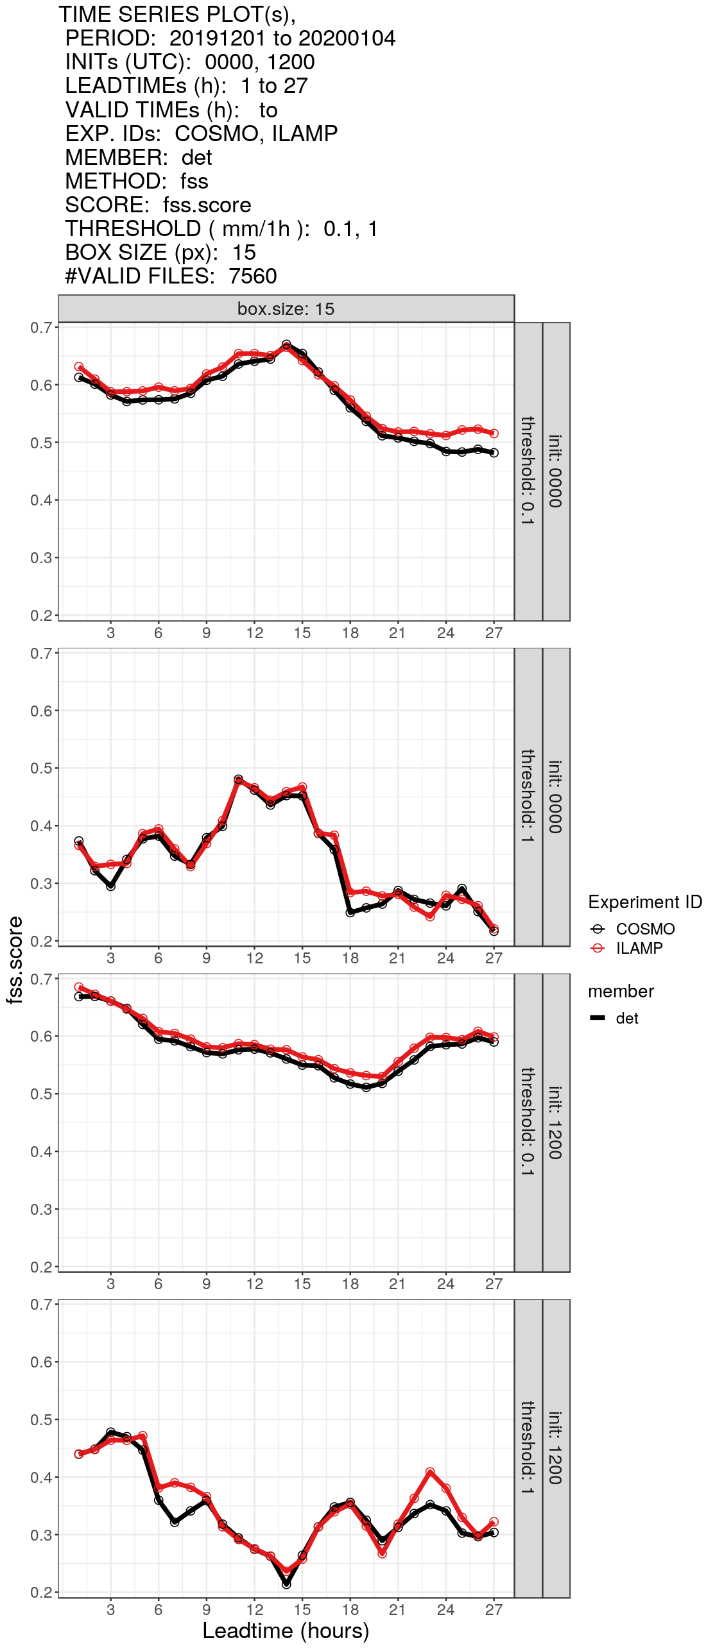 TIME SERIES PLOT(s),
PERIOD: 20191201 to 20200104
INITs (UTC): 0000, 1200
LEADTIMEs (h): 1 to 27
VALID TIMEs (h): to
EXP. IDs: COSMO, ILAMP
MEMBER: det
METHOD: fss
SCORE: fss.score
THRESHOLD ( mm/1h ): 0.1, 1
BOX SIZE (px): 15
#VALID FILES: 7560
box.size: 15
0.7
0.6
0.5
0.4
0.3
0.2
3 6 9 12 15 18 21 24 27
threshold: 0.1
init: 0000
0.7
0.6
0.5
0.4
0.3
0.2
3 6 9 12 15 18 21 24 27
threshold: 1
init: 0000
0.7
0.6
0.5
0.4
0.3
0.2
3 6 9 12 15 18 21 24 27
threshold: 0.1
init: 1200
0.7
0.6
0.5
0.4
0.3
0.2
3 6 9 12 15 18 21 24 27
threshold: 1
init: 1200
Leadtime (hours)
fss.score
Experiment ID
COSMO
ILAMP
member
det